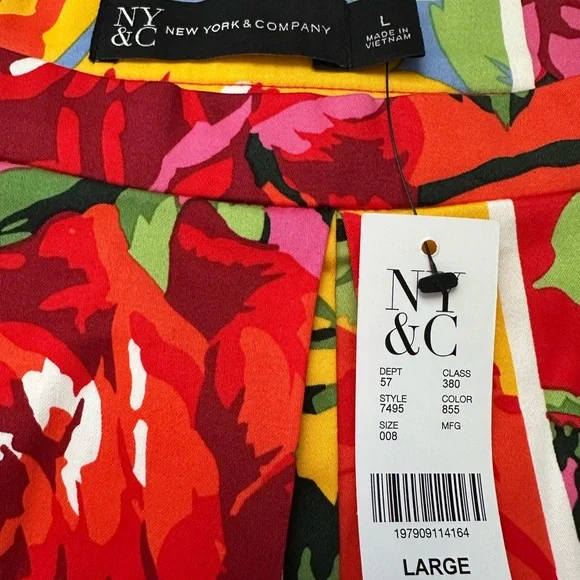 NY
&C
NEW YORK & COMPANY
L
MADE IN
VIETNAM
NY
&C
DEPT CLASS
57 380
STYLE COLOR
7495 855
SIZE MFG
008
197909114164
LARGE